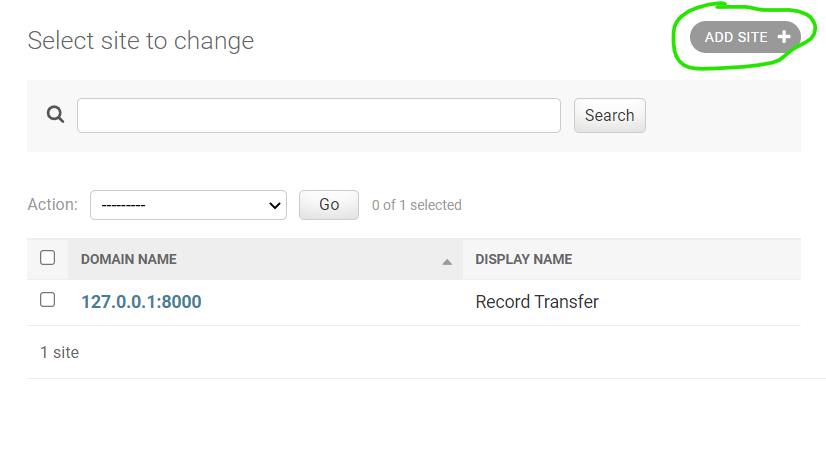 Select site to change
ADD SITE +
Search
Action: --------- Go 0 of 1 selected
DOMAIN NAME DISPLAY NAME
127.0.0.1:8000 Record Transfer
1 site